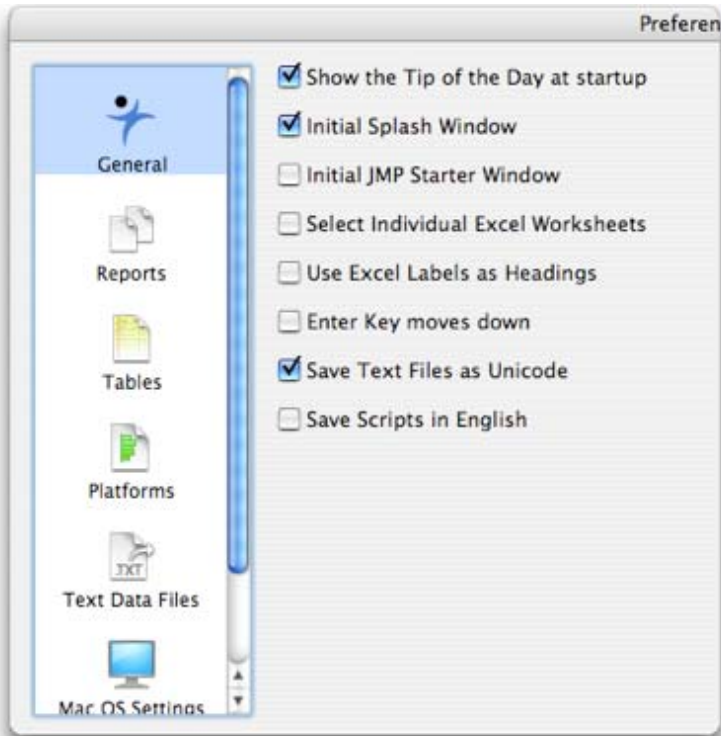 Preferen
General
Reports
Tables
Platforms
TXT
Text Data Files
Mac OS Settings
Show the Tip of the Day at startup
Initial Splash Window
Initial JMP Starter Window
Select Individual Excel Worksheets
Use Excel Labels as Headings
Enter Key moves down
Save Text Files as Unicode
Save Scripts in English